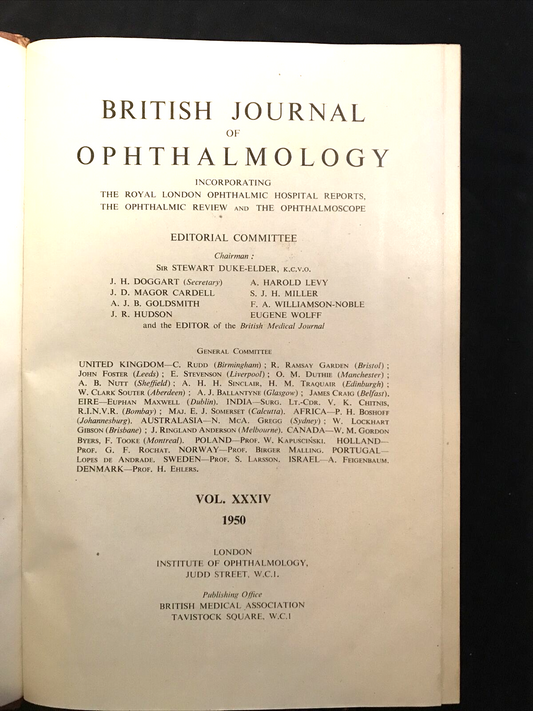 BRITISH JOURNAL
OF
OPHTHALMOLOGY
INCORPORATING
THE ROYAL LONDON OPHTHALMIC HOSPITAL REPORTS,
THE OPHTHALMIC REVIEW AND THE OPHTHALMOSCOPE
EDITORIAL COMMITTEE
Chairman :
SIR STEWART DUKE-ELDER, K.C.V.O.
J. H. DOGGART (Secretary)
J. D. MAGOR CARDELL
A. J. B. GOLDSMITH
J. R. HUDSON
A. HAROLD LEVY
S. J. H. MILLER
F. A. WILLIAMSON-NOBLE
EUGENE WOLFF
and the EDITOR of the British Medical Journal
GENERAL COMMITTEE
UNITED KINGDOM—C. RUDD (Birmingham) ; R. RAMSAY GARDEN (Bristol) ;
JOHN FOSTER (Leeds) ; E. STEVENSON (Liverpool) ; O. M. DUTHIE (Manchester) ;
A. B. NUTT (Sheffield) ; A. H. H. SINCLAIR, H. M. TRAQUAIR (Edinburgh) ;
W. CLARK SOUTER (Aberdeen) ; A. J. BALLANTYNE (Glasgow) ; JAMES CRAIG (Belfast).
EIRE—EUPHAN MAXWELL (Dublin). INDIA—SURG. LT.-CDR. V. K. CHITNIS,
R.I.N.V.R. (Bombay) ; MAJ. E. J. SOMERSET (Calcutta). AFRICA—P. H. BOSHOFF
(Johannesburg). AUSTRALASIA—N. MCA. GREGG (Sydney) ; W. LOCKHART
GIBSON (Brisbane) ; J. RINGLAND ANDERSON (Melbourne). CANADA—W. M. GORDON
BYERS, F. TOOKE (Montreal). POLAND—PROF. W. KAPUŚCIŃSKI. HOLLAND—
PROF. G. F. ROCHAT. NORWAY—PROF. BIRGER MALLING. PORTUGAL—
LOPES DE ANDRADE. SWEDEN—PROF. S. LARSSON. ISRAEL—A. FEIGENBAUM.
DENMARK—PROF. H. EHLERS.
VOL. XXXIV
1950
LONDON
INSTITUTE OF OPHTHALMOLOGY,
JUDD STREET, W.C.1.
Publishing Office
BRITISH MEDICAL ASSOCIATION
TAVISTOCK SQUARE, W.C.1